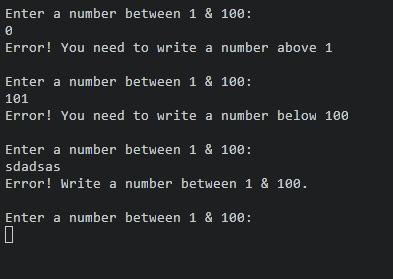 Enter a number between 1 & 100:
0
Error! You need to write a number above 1
Enter a number between 1 & 100:
101
Error! You need to write a number below 100
Enter a number between 1 & 100:
sdadsas
Error! Write a number between 1 & 100.
Enter a number between 1 & 100: